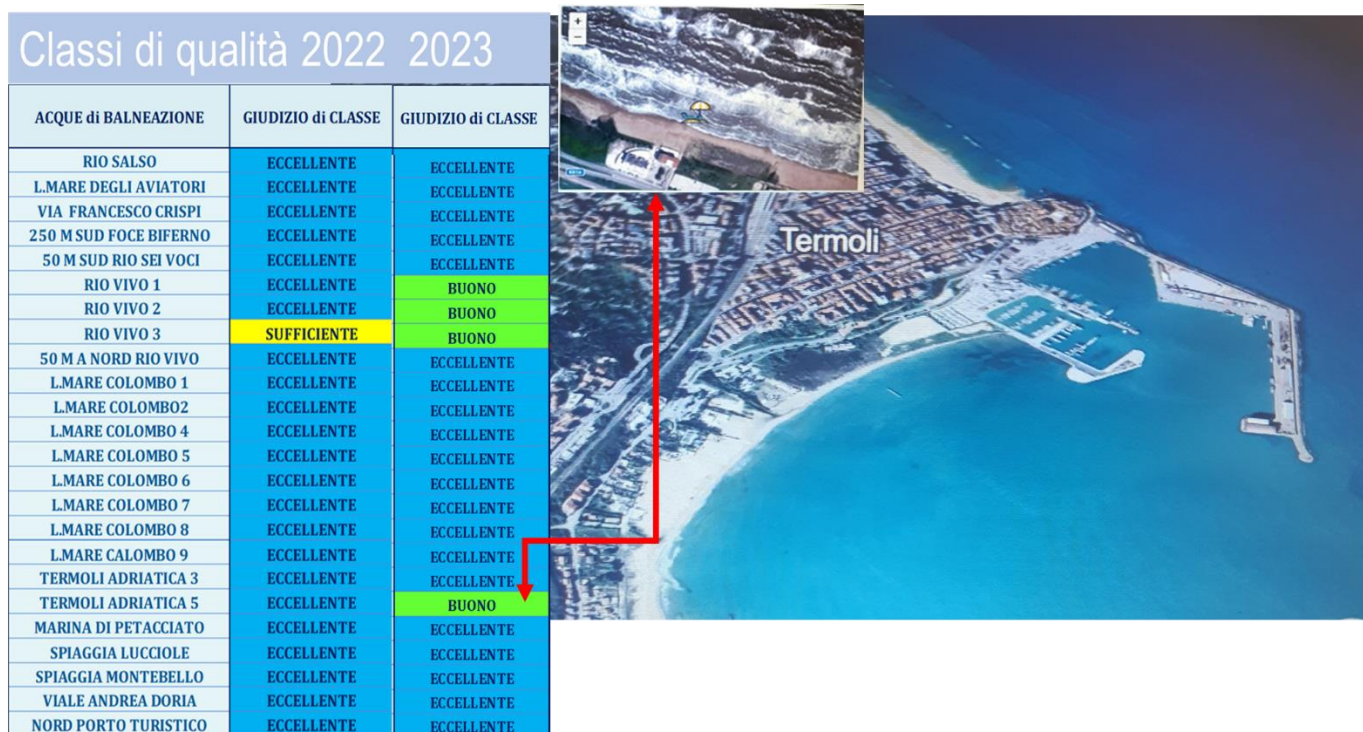 Classi di qualità 2022 2023
ACQUE di BALNEAZIONE GIUDIZIO di CLASSE GIUDIZIO di CLASSE
RIO SALSO ECCELLENTE ECCELLENTE
L.MARE DEGLI AVIATORI ECCELLENTE ECCELLENTE
VIA FRANCESCO CRISPI ECCELLENTE ECCELLENTE
250 M SUD FOCE BIFERNO ECCELLENTE ECCELLENTE
50 M SUD RIO SEI VOCI ECCELLENTE ECCELLENTE
RIO VIVO 1 ECCELLENTE BUONO
RIO VIVO 2 ECCELLENTE BUONO
RIO VIVO 3 SUFFICIENTE BUONO
50 M A NORD RIO VIVO ECCELLENTE ECCELLENTE
L.MARE COLOMBO 1 ECCELLENTE ECCELLENTE
L.MARE COLOMBO2 ECCELLENTE ECCELLENTE
L.MARE COLOMBO 4 ECCELLENTE ECCELLENTE
L.MARE COLOMBO 5 ECCELLENTE ECCELLENTE
L.MARE COLOMBO 6 ECCELLENTE ECCELLENTE
L.MARE COLOMBO 7 ECCELLENTE ECCELLENTE
L.MARE COLOMBO 8 ECCELLENTE ECCELLENTE
L.MARE CALOMBO 9 ECCELLENTE ECCELLENTE
TERMOLI ADRIATICA 3 ECCELLENTE ECCELLENTE
TERMOLI ADRIATICA 5 ECCELLENTE BUONO
MARINA DI PETACCIATO ECCELLENTE ECCELLENTE
SPIAGGIA LUCCIOLE ECCELLENTE ECCELLENTE
SPIAGGIA MONTEBELLO ECCELLENTE ECCELLENTE
VIALE ANDREA DORIA ECCELLENTE ECCELLENTE
NORD PORTO TURISTICO ECCELLENTE ECCELLENTE
+
−
Termoli